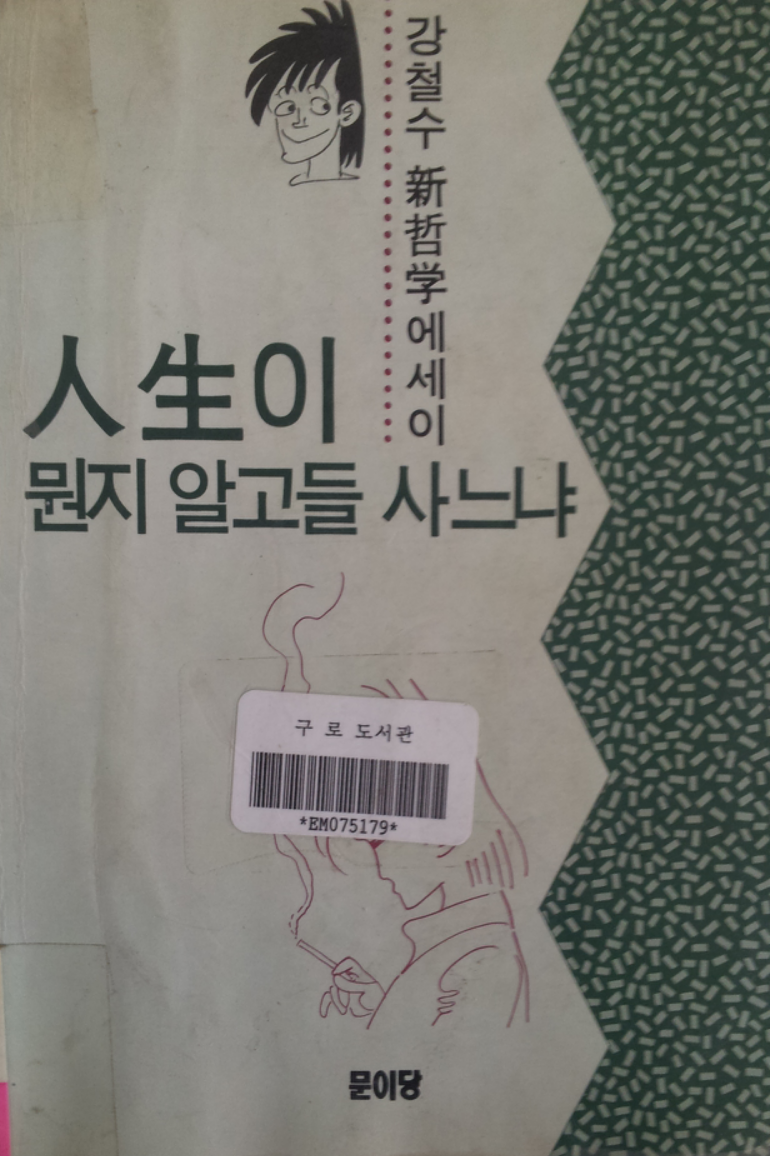 강철수 新哲学에세이
人生이
뭔지 알고들 사느냐
구로도서관
*EM075179*
문이당